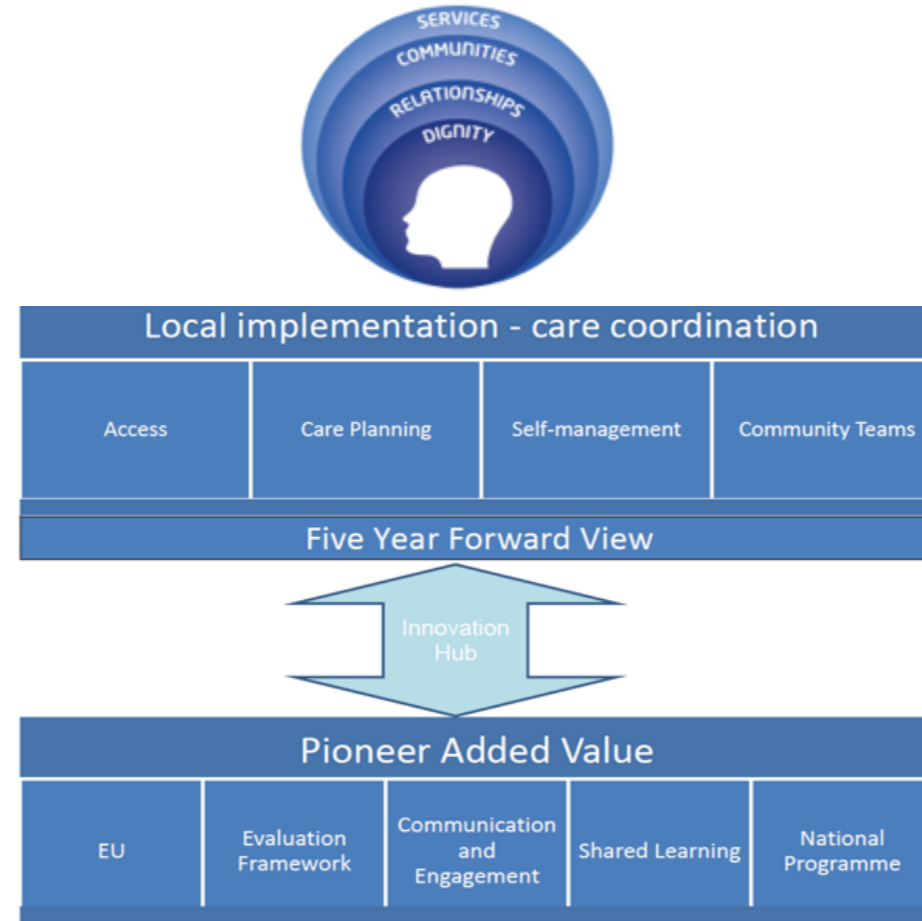 SERVICES
COMMUNITIES
RELATIONSHIPS
DIGNITY
Local implementation - care coordination
Access
Care Planning
Self-management
Community Teams
Five Year Forward View
Innovation
Hub
Pioneer Added Value
EU
Evaluation
Framework
Communication
and
Engagement
Shared Learning
National
Programme